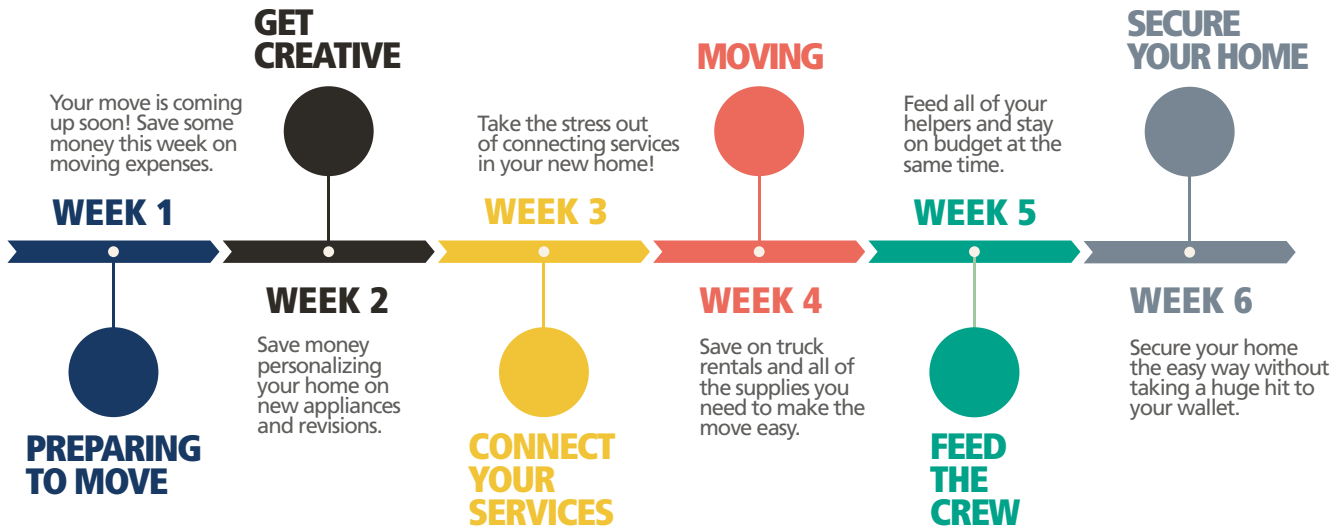 Your move is coming
up soon! Save some
money this week on
moving expenses.
WEEK 1
PREPARING
TO MOVE
GET
CREATIVE
WEEK 2
Save money
personalizing
your home on
new appliances
and revisions.
Take the stress out
of connecting services
in your new home!
WEEK 3
CONNECT
YOUR
SERVICES
MOVING
WEEK 4
Save on truck
rentals and all of
the supplies you
need to make the
move easy.
Feed all of your
helpers and stay
on budget at the
same time.
WEEK 5
FEED
THE
CREW
SECURE
YOUR HOME
WEEK 6
Secure your home
the easy way without
taking a huge hit to
your wallet.